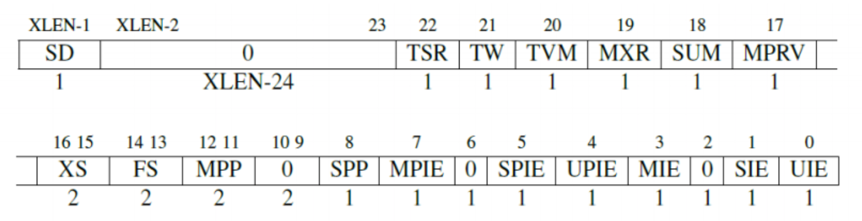 XLEN-1 XLEN-2 23 22 21 20 19 18 17
SD 0 TSR TW TVM MXR SUM MPRV
1 XLEN-24 1 1 1 1 1 1
16 15 14 13 12 11 10 9 8 7 6 5 4 3 2 1 0
XS FS MPP 0 SPP MPIE 0 SPIE UPIE MIE 0 SIE UIE
2 2 2 2 1 1 1 1 1 1 1 1 1